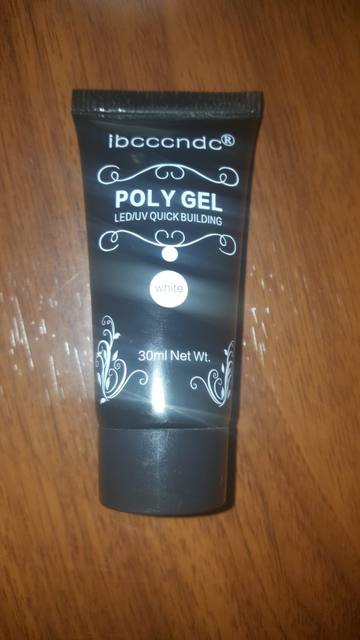 ibcccndc®
POLY GEL
LED/UV QUICK BUILDING
white
30ml Net Wt.